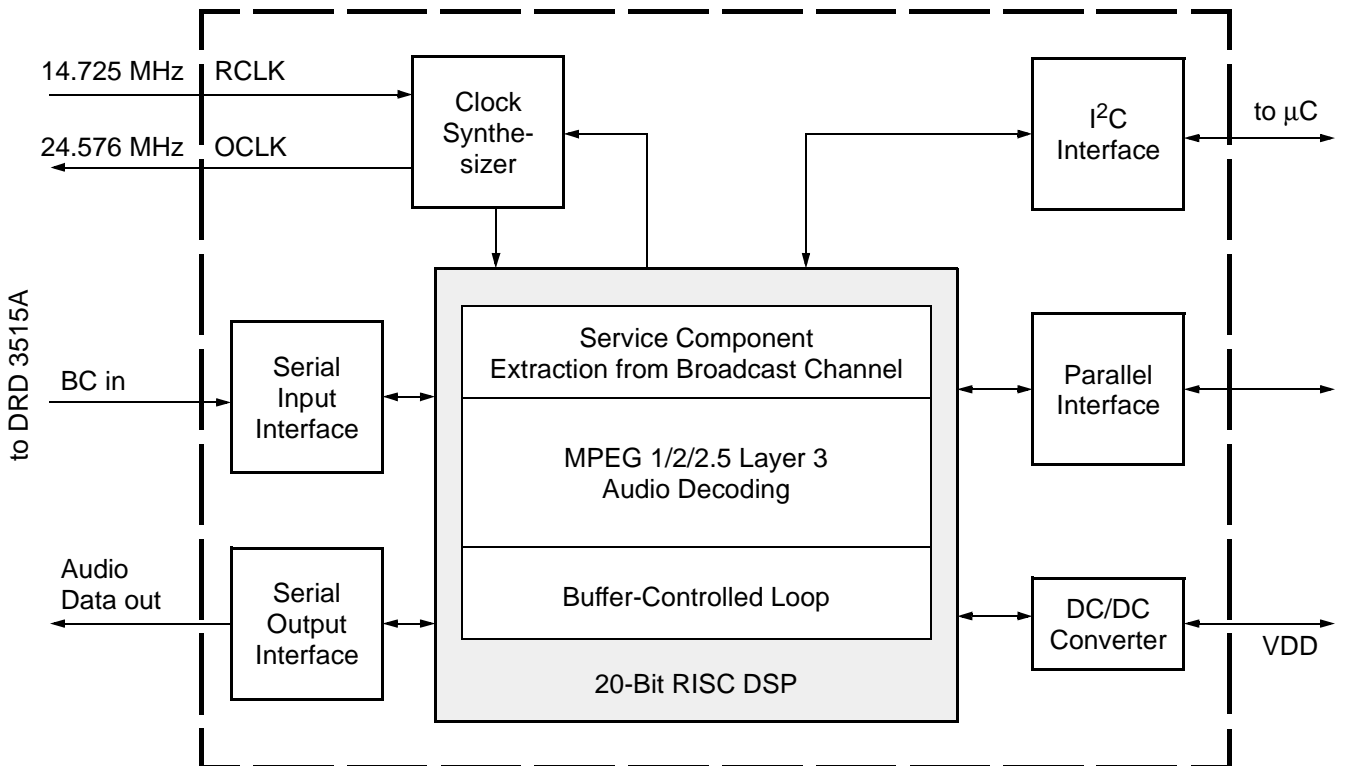 14.725 MHz RCLK
24.576 MHz OCLK
Clock
Synthe-
sizer
I²C
Interface
to μC
to DRD 3515A
BC in
Serial
Input
Interface
Service Component
Extraction from Broadcast Channel
MPEG 1/2/2.5 Layer 3
Audio Decoding
Buffer-Controlled Loop
20-Bit RISC DSP
Parallel
Interface
Audio
Data out
Serial
Output
Interface
DC/DC
Converter
VDD